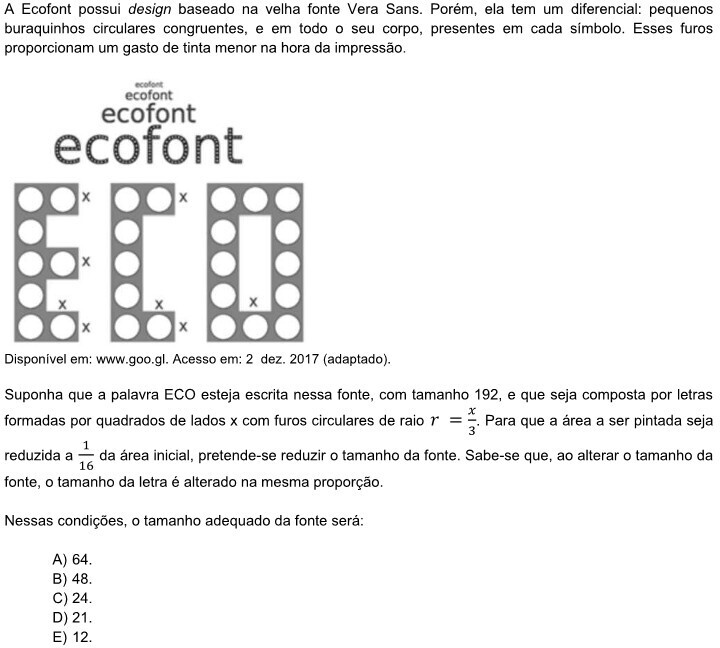 A Ecofont possui design baseado na velha fonte Vera Sans. Porém, ela tem um diferencial: pequenos
buraquinhos circulares congruentes, e em todo o seu corpo, presentes em cada símbolo. Esses furos
proporcionam um gasto de tinta menor na hora da impressão.
ecofont
ecofont
ecofont
ecofont
ECO
x x
x
x x x
x x
Disponível em: www.goo.gl. Acesso em: 2 dez. 2017 (adaptado).
Suponha que a palavra ECO esteja escrita nessa fonte, com tamanho 192, e que seja composta por letras
formadas por quadrados de lados x com furos circulares de raio r = x/3. Para que a área a ser pintada seja
reduzida a 1/16 da área inicial, pretende-se reduzir o tamanho da fonte. Sabe-se que, ao alterar o tamanho da
fonte, o tamanho da letra é alterado na mesma proporção.
Nessas condições, o tamanho adequado da fonte será:
A) 64.
B) 48.
C) 24.
D) 21.
E) 12.